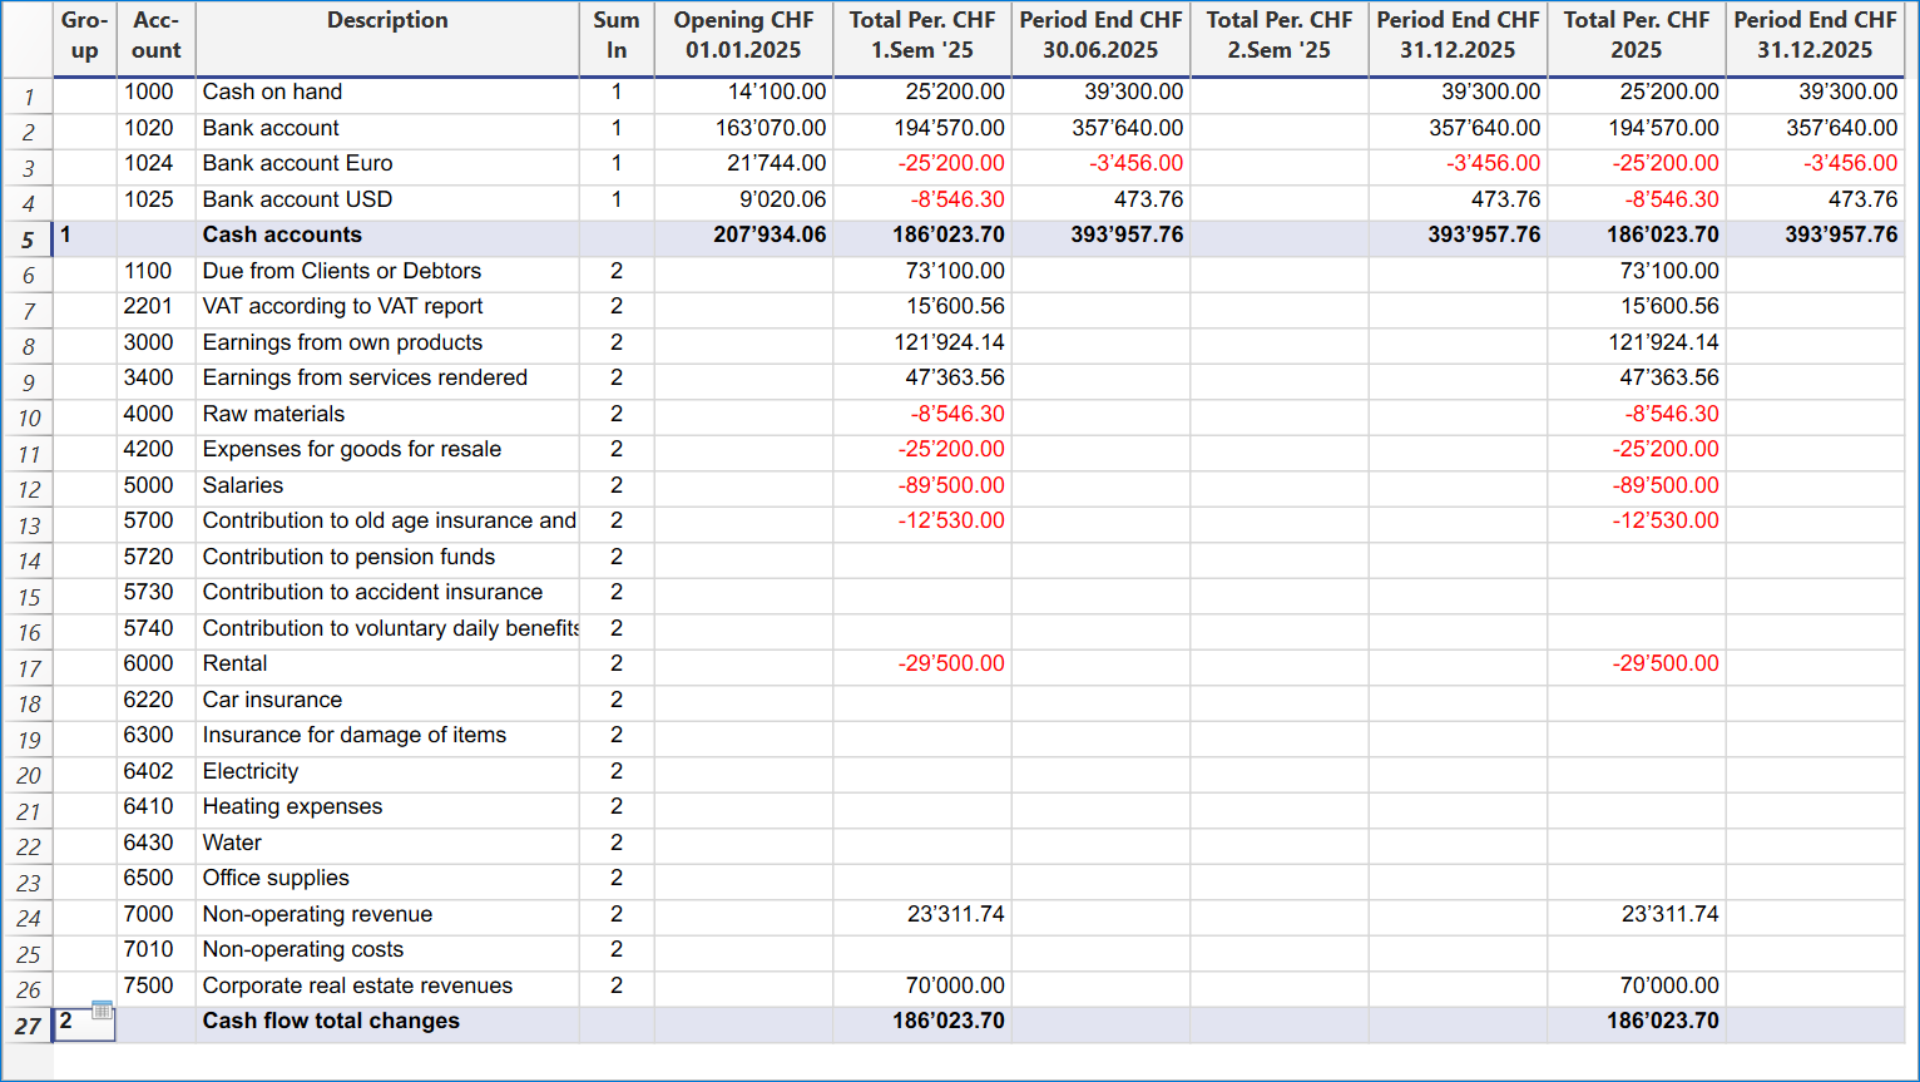 Gro-up Acc-ount Description Sum In Opening CHF 01.01.2025 Total Per. CHF 1.Sem '25 Period End CHF 30.06.2025 Total Per. CHF 2.Sem '25 Period End CHF 31.12.2025 Total Per. CHF 2025 Period End CHF 31.12.2025
1 1000 Cash on hand 1 14’100.00 25’200.00 39’300.00 39’300.00 25’200.00 39’300.00
2 1020 Bank account 1 163’070.00 194’570.00 357’640.00 357’640.00 194’570.00 357’640.00
3 1024 Bank account Euro 1 21’744.00 -25’200.00 -3’456.00 -3’456.00 -25’200.00 -3’456.00
4 1025 Bank account USD 1 9’020.06 -8’546.30 473.76 473.76 -8’546.30 473.76
5 1 Cash accounts 207’934.06 186’023.70 393’957.76 393’957.76 186’023.70 393’957.76
6 1100 Due from Clients or Debtors 2 73’100.00 73’100.00
7 2201 VAT according to VAT report 2 15’600.56 15’600.56
8 3000 Earnings from own products 2 121’924.14 121’924.14
9 3400 Earnings from services rendered 2 47’363.56 47’363.56
10 4000 Raw materials 2 -8’546.30 -8’546.30
11 4200 Expenses for goods for resale 2 -25’200.00 -25’200.00
12 5000 Salaries 2 -89’500.00 -89’500.00
13 5700 Contribution to old age insurance and 2 -12’530.00 -12’530.00
14 5720 Contribution to pension funds 2
15 5730 Contribution to accident insurance 2
16 5740 Contribution to voluntary daily benefits 2
17 6000 Rental 2 -29’500.00 -29’500.00
18 6220 Car insurance 2
19 6300 Insurance for damage of items 2
20 6402 Electricity 2
21 6410 Heating expenses 2
22 6430 Water 2
23 6500 Office supplies 2
24 7000 Non-operating revenue 2 23’311.74 23’311.74
25 7010 Non-operating costs 2
26 7500 Corporate real estate revenues 2 70’000.00 70’000.00
27 2 Cash flow total changes 186’023.70 186’023.70